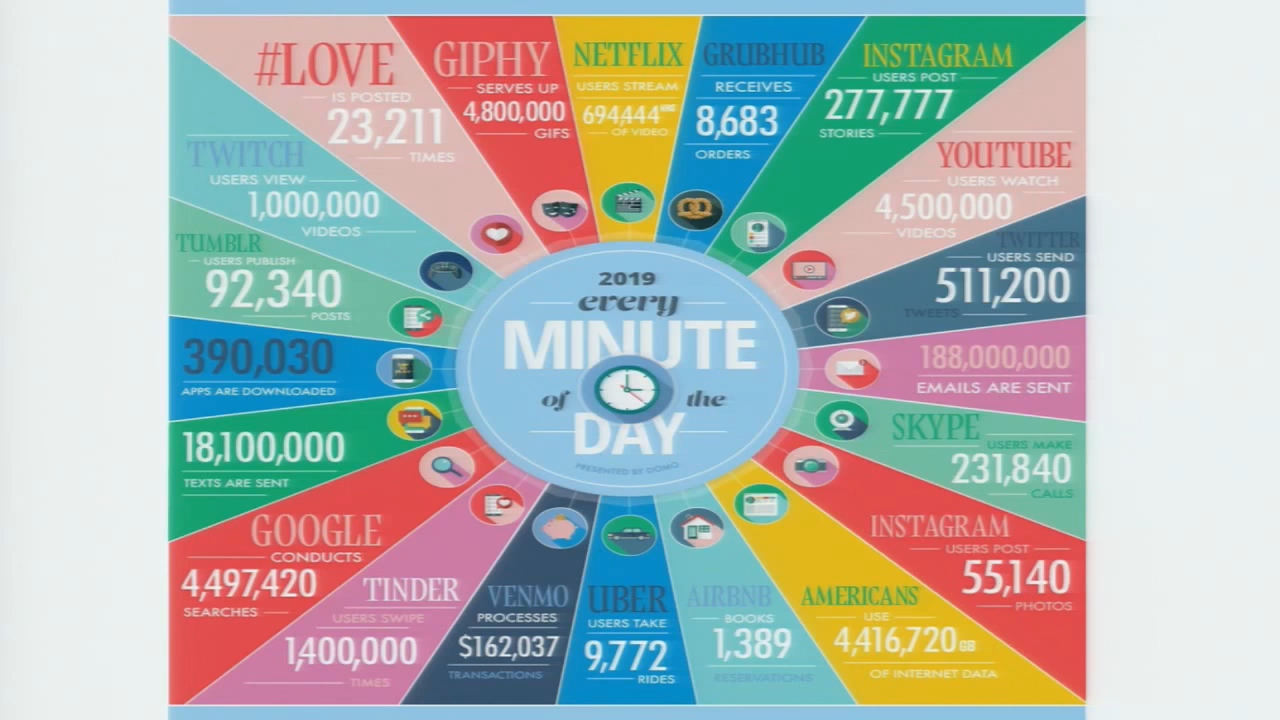 #LOVE
IS POSTED
23,211
TIMES
GIPHY
SERVES UP
4,800,000
GIFS
NETFLIX
USERS STREAM
694,444 HRS
OF VIDEO
GRUBHUB
RECEIVES
8,683
ORDERS
INSTAGRAM
USERS POST
277,777
STORIES
TWITCH
USERS VIEW
1,000,000
VIDEOS
YOUTUBE
USERS WATCH
4,500,000
VIDEOS
TUMBLR
USERS PUBLISH
92,340
POSTS
TWITTER
USERS SEND
511,200
TWEETS
2019
every
MINUTE
of the
DAY
PRESENTED BY DOMO
390,030
APPS ARE DOWNLOADED
188,000,000
EMAILS ARE SENT
18,100,000
TEXTS ARE SENT
SKYPE
USERS MAKE
231,840
CALLS
GOOGLE
CONDUCTS
4,497,420
SEARCHES
TINDER
USERS SWIPE
1,400,000
TIMES
VENMO
PROCESSES
$162,037
TRANSACTIONS
UBER
USERS TAKE
9,772
RIDES
AIRBNB
BOOKS
1,389
RESERVATIONS
AMERICANS
USE
4,416,720 GB
OF INTERNET DATA
INSTAGRAM
USERS POST
55,140
PHOTOS